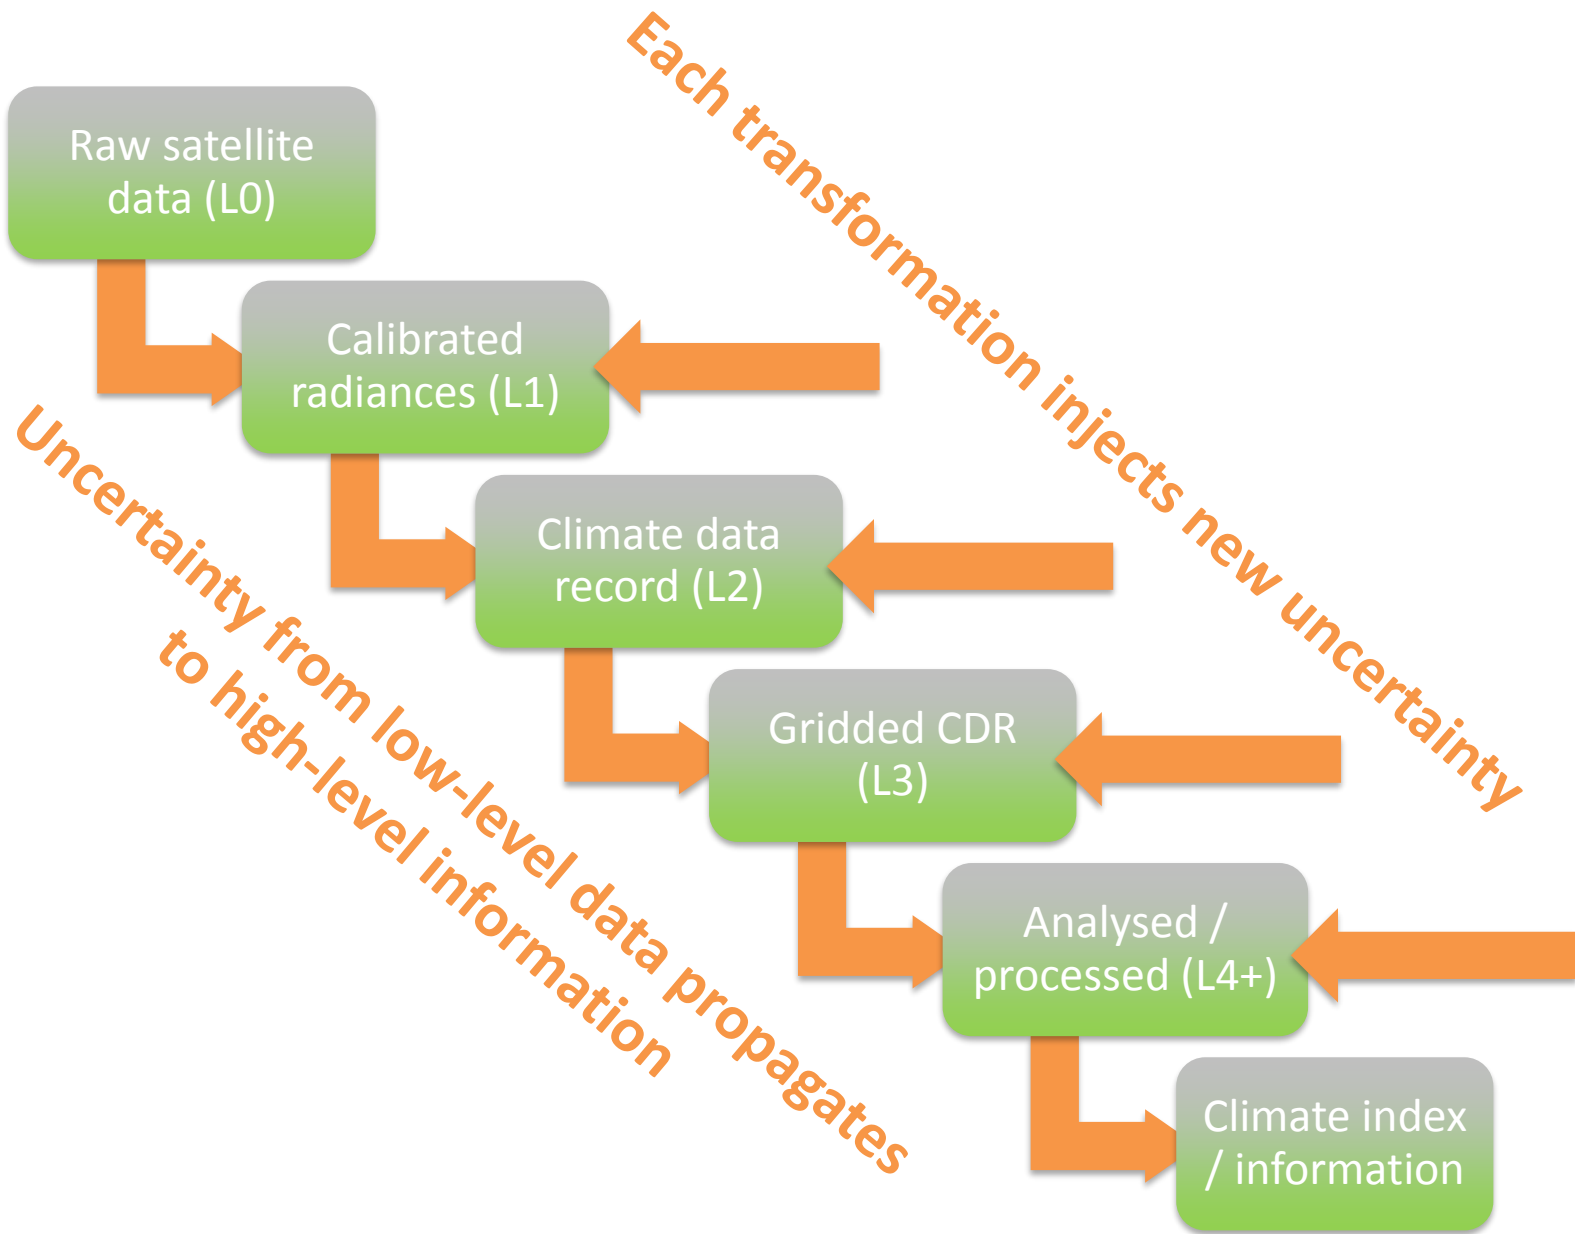 Each transformation injects new uncertainty
Raw satellite
data (L0)
Calibrated
radiances (L1)
Uncertainty from low-level data propagates
to high-level information
Climate data
record (L2)
Gridded CDR
(L3)
Analysed /
processed (L4+)
Climate index
/ information